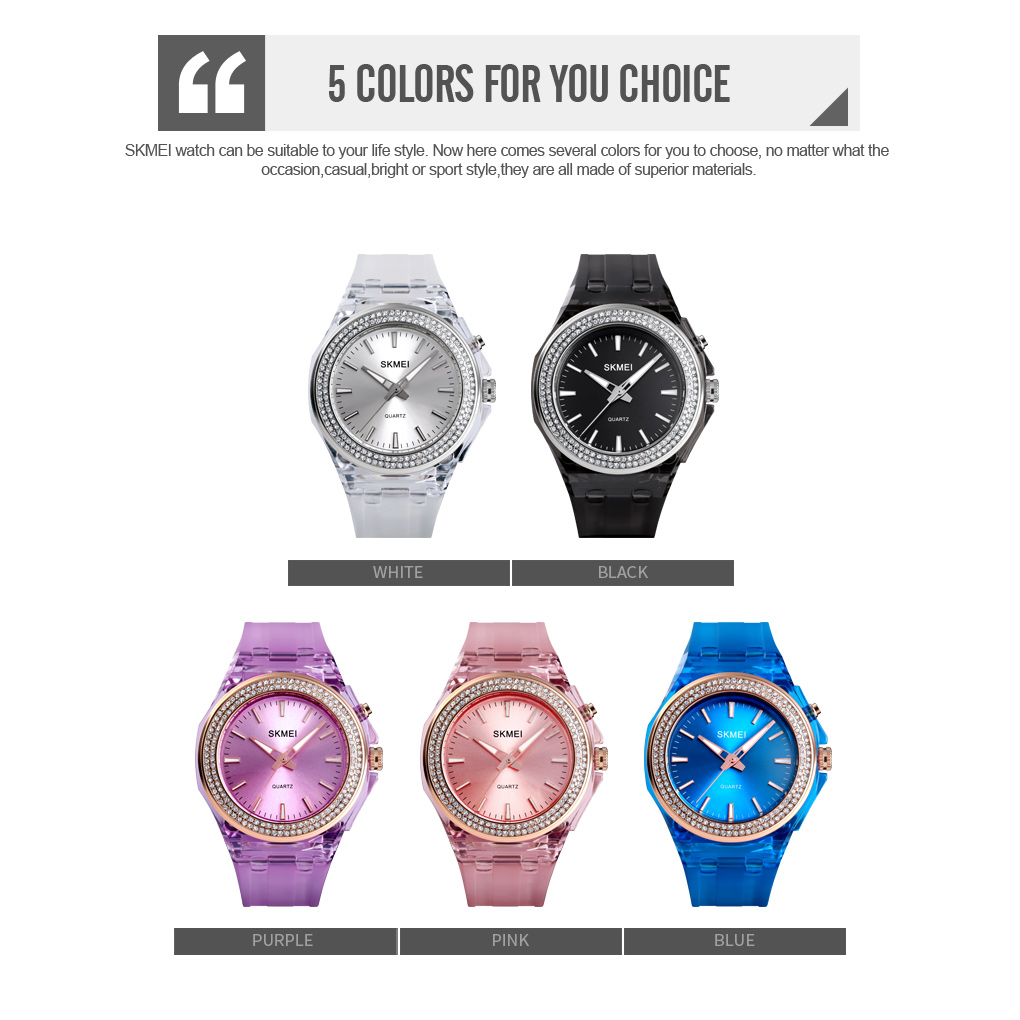 5 COLORS FOR YOU CHOICE
SKMEI watch can be suitable to your life style. Now here comes several colors for you to choose, no matter what the
occasion,casual,bright or sport style,they are all made of superior materials.
SKMEI
QUARTZ
SKMEI
QUARTZ
WHITE
BLACK
SKMEI
QUARTZ
SKMEI
QUARTZ
SKMEI
QUARTZ
PURPLE
PINK
BLUE